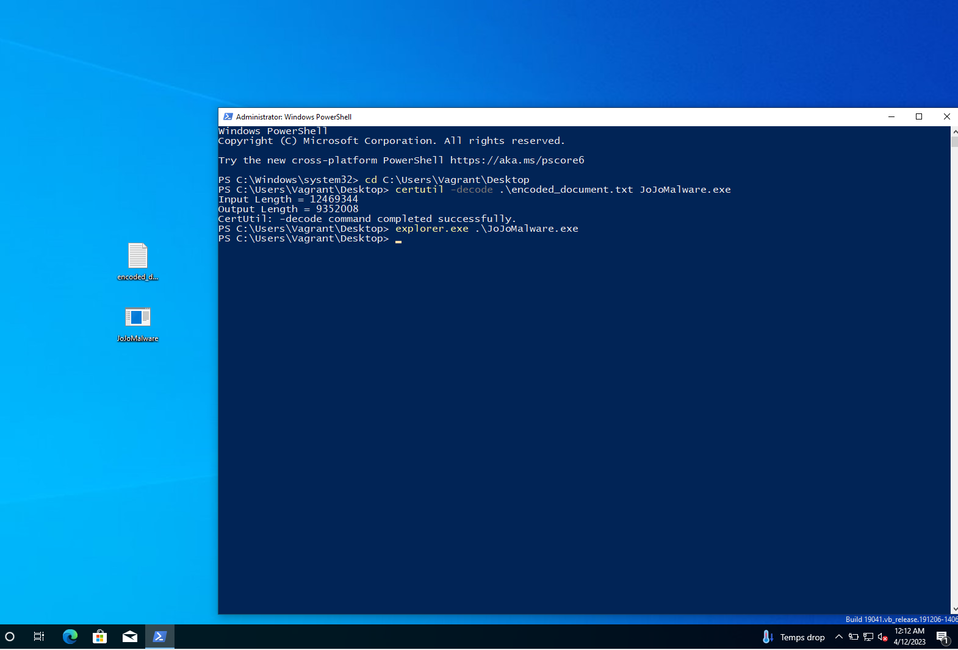 Administrator: Windows PowerShell
Windows PowerShell
Copyright (C) Microsoft Corporation. All rights reserved.
Try the new cross-platform PowerShell https://aka.ms/pscore6
PS C:\Windows\system32> cd C:\Users\Vagrant\Desktop
PS C:\Users\Vagrant\Desktop> certutil -decode .\encoded_document.txt JoJoMalware.exe
Input Length = 12469344
Output Length = 9352008
CertUtil: -decode command completed successfully.
PS C:\Users\Vagrant\Desktop> explorer.exe .\JoJoMalware.exe
PS C:\Users\Vagrant\Desktop> _
encoded_d...
JoJoMalware
Build 19041.vb_release.191206-1406
Temps drop
12:12 AM
4/12/2023
1